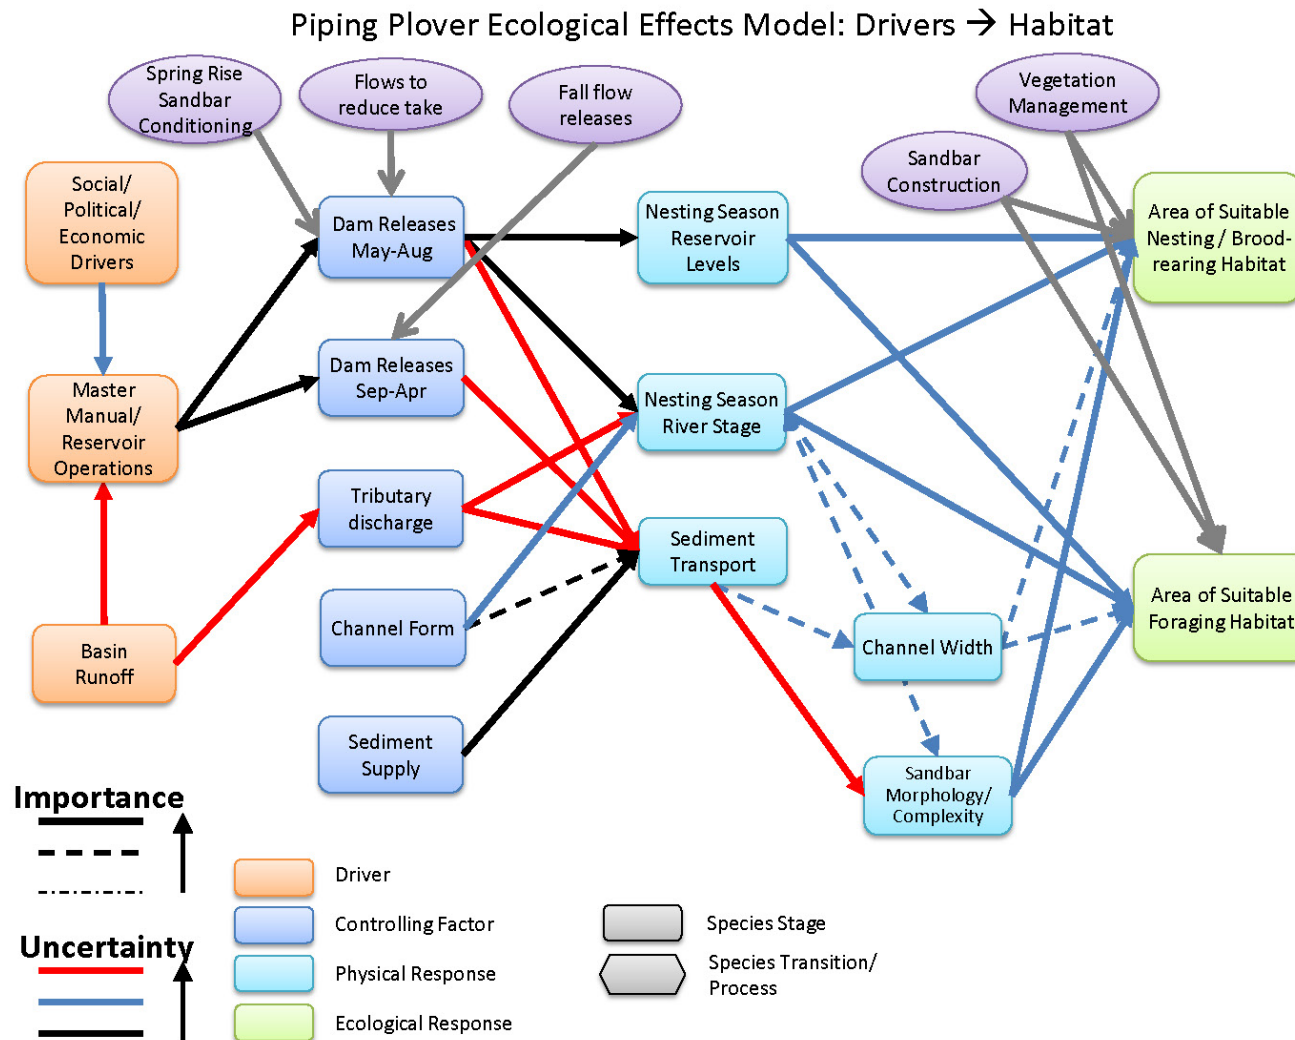 Piping Plover Ecological Effects Model: Drivers → Habitat
Spring Rise
Sandbar
Conditioning
Flows to
reduce take
Fall flow
releases
Vegetation
Management
Sandbar
Construction
Social/
Political/
Economic
Drivers
Dam Releases
May-Aug
Nesting Season
Reservoir
Levels
Area of Suitable
Nesting / Brood-
rearing Habitat
Master
Manual/
Reservoir
Operations
Dam Releases
Sep-Apr
Nesting Season
River Stage
Tributary
discharge
Sediment
Transport
Area of Suitable
Foraging Habitat
Basin
Runoff
Channel Form
Channel Width
Sediment
Supply
Sandbar
Morphology/
Complexity
Importance
Uncertainty
Driver
Controlling Factor
Physical Response
Ecological Response
Species Stage
Species Transition/
Process